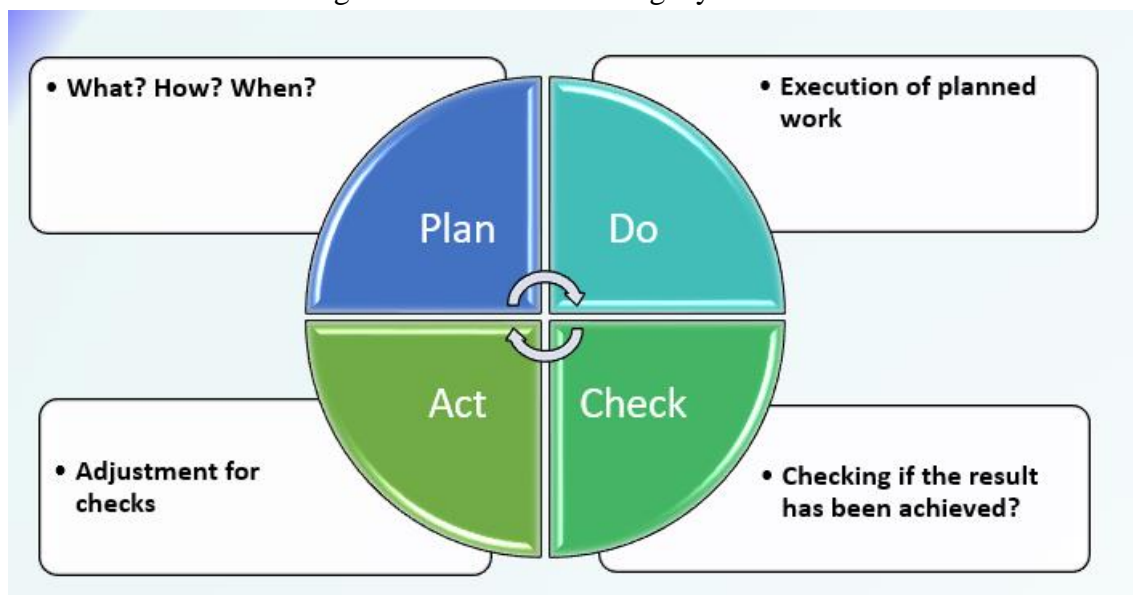 • What? How? When?
• Execution of planned
work
Plan
Do
Act
Check
• Adjustment for
checks
• Checking if the result
has been achieved?